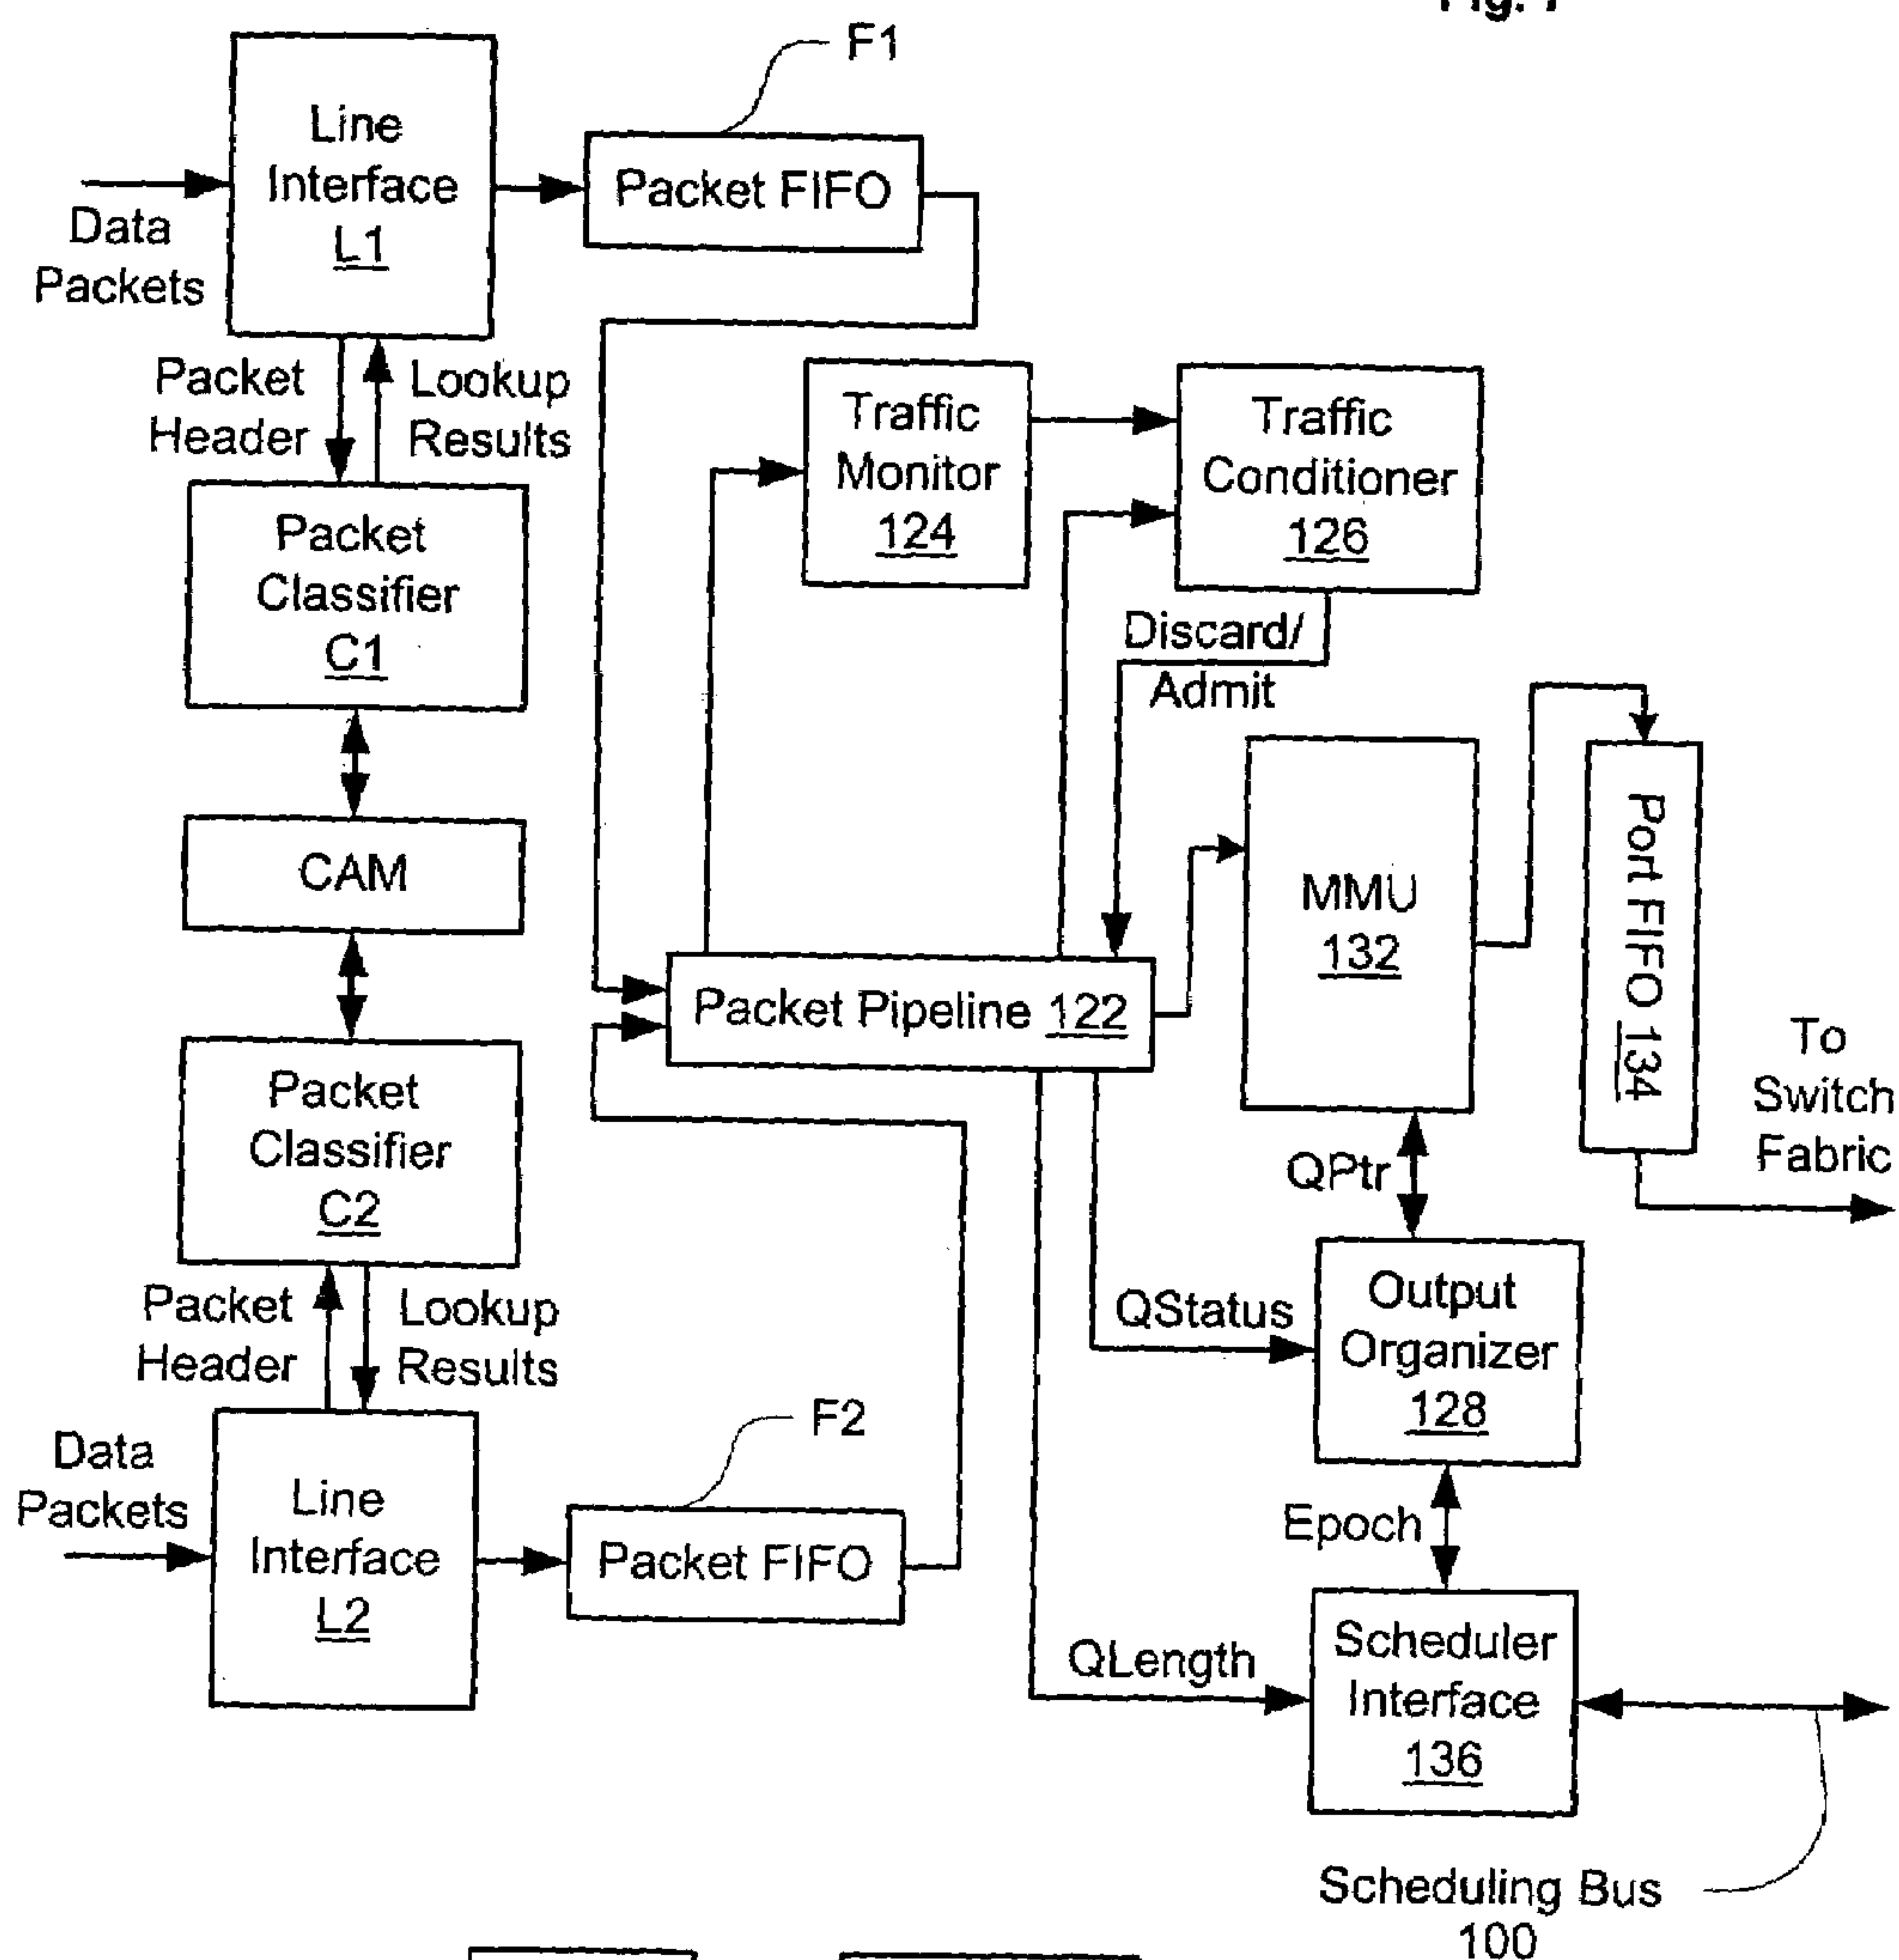 F1
Line
Interface
L1
Packet FIFO
Data
Packets
Packet
Header
Lookup
Results
Traffic
Monitor
124
Traffic
Conditioner
126
Packet
Classifier
C1
Discard/
Admit
CAM
MMU
132
Port FIFO 134
Packet Pipeline 122
To
Switch
Fabric
Packet
Classifier
C2
QPtr
Packet
Header
Lookup
Results
QStatus
Output
Organizer
128
Data
Packets
Line
Interface
L2
F2
Packet FIFO
Epoch
QLength
Scheduler
Interface
136
Scheduling Bus
100